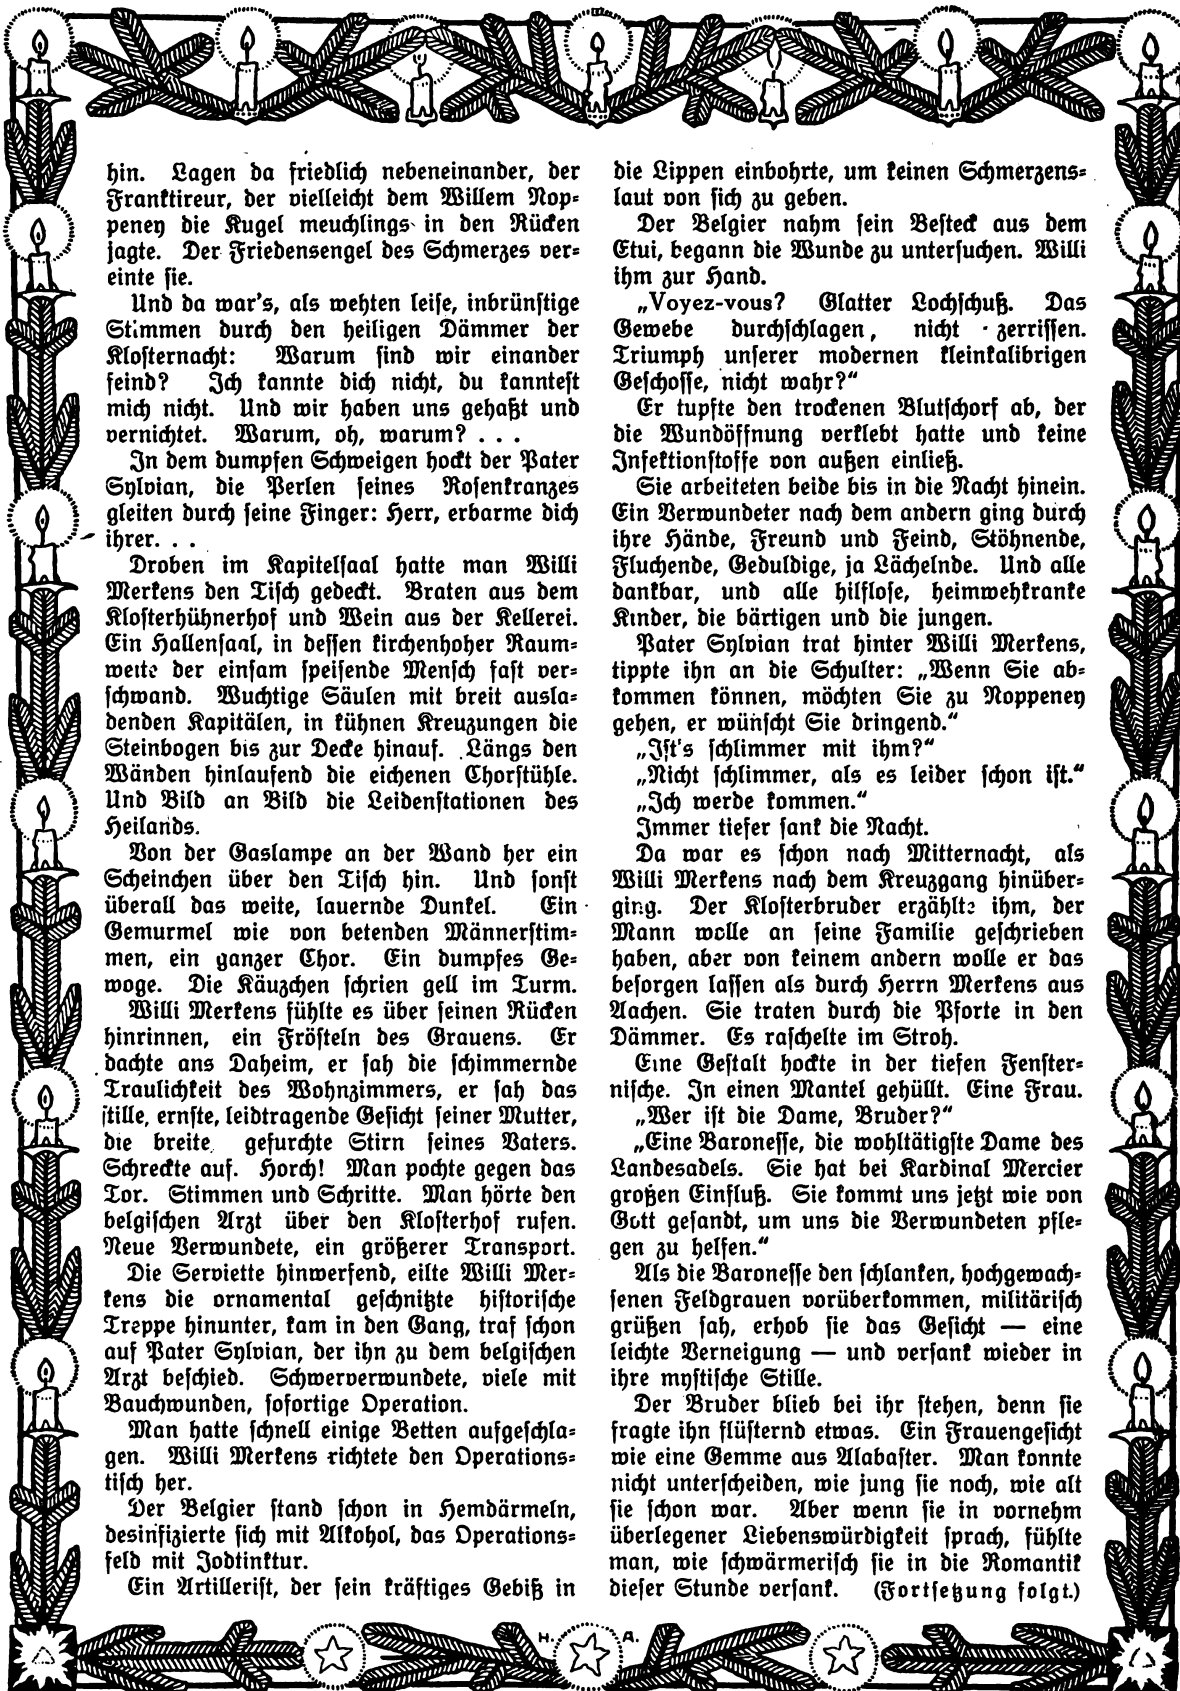 hin. Lagen da friedlich nebeneinander, der
Franktireur, der vielleicht dem Willem Nop-
peney die Kugel meuchlings in den Rücken
jagte. Der Friedensengel des Schmerzes ver-
einte sie.
Und da war's, als wehten leise, inbrünstige
Stimmen durch den heiligen Dämmer der
Klosternacht: Warum sind wir einander
feind? Ich kannte dich nicht, du kanntest
mich nicht. Und wir haben uns gehaßt und
vernichtet. Warum, oh, warum? . . .
In dem dumpfen Schweigen hockt der Pater
Sylvian, die Perlen seines Rosenkranzes
gleiten durch seine Finger: Herr, erbarme dich
ihrer. . .
Droben im Kapitelsaal hatte man Willi
Merkens den Tisch gedeckt. Braten aus dem
Klosterhühnerhof und Wein aus der Kellerei.
Ein Hallensaal, in dessen kirchenhoher Raum-
weite der einsam speisende Mensch fast ver-
schwand. Wuchtige Säulen mit breit ausla-
denden Kapitälen, in kühnen Kreuzungen die
Steinbogen bis zur Decke hinauf. Längs den
Wänden hinlaufend die eichenen Chorstühle.
Und Bild an Bild die Leidenstationen des
Heilands.
Von der Gaslampe an der Wand her ein
Scheinchen über den Tisch hin. Und sonst
überall das weite, lauernde Dunkel. Ein
Gemurmel wie von betenden Männerstim-
men, ein ganzer Chor. Ein dumpfes Ge-
woge. Die Käuzchen schrien gell im Turm.
Willi Merkens fühlte es über seinen Rücken
hinrinnen, ein Frösteln des Grauens. Er
dachte ans Daheim, er sah die schimmernde
Traulichkeit des Wohnzimmers, er sah das
stille, ernste, leidtragende Gesicht seiner Mutter,
die breite gefurchte Stirn seines Vaters.
Schreckte auf. Horch! Man pochte gegen das
Tor. Stimmen und Schritte. Man hörte den
belgischen Arzt über den Klosterhof rufen.
Neue Verwundete, ein größerer Transport.
Die Serviette hinwerfend, eilte Willi Mer-
kens die ornamental geschnitzte historische
Treppe hinunter, kam in den Gang, traf schon
auf Pater Sylvian, der ihn zu dem belgischen
Arzt beschied. Schwerverwundete, viele mit
Bauchwunden, sofortige Operation.
Man hatte schnell einige Betten aufgeschla-
gen. Willi Merkens richtete den Operations-
tisch her.
Der Belgier stand schon in Hemdärmeln,
desinfizierte sich mit Alkohol, das Operations-
feld mit Jodtinktur.
Ein Artillerist, der sein kräftiges Gebiß in
die Lippen einbohrte, um keinen Schmerzens-
laut von sich zu geben.
Der Belgier nahm sein Besteck aus dem
Etui, begann die Wunde zu untersuchen. Willi
ihm zur Hand.
„Voyez-vous? Glatter Lochschuß. Das
Gewebe durchschlagen, nicht zerrissen.
Triumph unserer modernen kleinkalibrigen
Geschosse, nicht wahr?“
Er tupfte den trockenen Blutschorf ab, der
die Wundöffnung verklebt hatte und keine
Infektionstoffe von außen einließ.
Sie arbeiteten beide bis in die Nacht hinein.
Ein Verwundeter nach dem andern ging durch
ihre Hände, Freund und Feind, Stöhnende,
Fluchende, Geduldige, ja Lächelnde. Und alle
dankbar, und alle hilflose, heimwehkranke
Kinder, die bärtigen und die jungen.
Pater Sylvian trat hinter Willi Merkens,
tippte ihn an die Schulter: „Wenn Sie ab-
kommen können, möchten Sie zu Noppeney
gehen, er wünscht Sie dringend.“
„Ist's schlimmer mit ihm?“
„Nicht schlimmer, als es leider schon ist.“
„Ich werde kommen.“
Immer tiefer sank die Nacht.
Da war es schon nach Mitternacht, als
Willi Merkens nach dem Kreuzgang hinüber-
ging. Der Klosterbruder erzählte ihm, der
Mann wolle an seine Familie geschrieben
haben, aber von keinem andern wolle er das
besorgen lassen als durch Herrn Merkens aus
Aachen. Sie traten durch die Pforte in den
Dämmer. Es raschelte im Stroh.
Eine Gestalt hockte in der tiefen Fenster-
nische. In einen Mantel gehüllt. Eine Frau.
„Wer ist die Dame, Bruder?“
„Eine Baronesse, die wohltätigste Dame des
Landesadels. Sie hat bei Kardinal Mercier
großen Einfluß. Sie kommt uns jetzt wie von
Gott gesandt, um uns die Verwundeten pfle-
gen zu helfen.“
Als die Baronesse den schlanken, hochgewach-
senen Feldgrauen vorüberkommen, militärisch
grüßen sah, erhob sie das Gesicht — eine
leichte Verneigung — und versank wieder in
ihre mystische Stille.
Der Bruder blieb bei ihr stehen, denn sie
fragte ihn flüsternd etwas. Ein Frauengesicht
wie eine Gemme aus Alabaster. Man konnte
nicht unterscheiden, wie jung sie noch, wie alt
sie schon war. Aber wenn sie in vornehm
überlegener Liebenswürdigkeit sprach, fühlte
man, wie schwärmerisch sie in die Romantik
dieser Stunde versank. (Fortsetzung folgt.)
H. A.